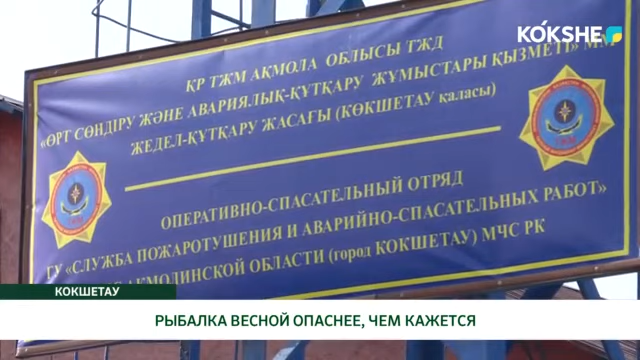 KÓKSHE
ҚР ТЖМ АҚМОЛА ОБЛЫСЫ ТЖД
«ӨРТ СӨНДІРУ ЖӘНЕ АВАРИЯЛЫҚ-ҚҰТҚАРУ ЖҰМЫСТАРЫ ҚЫЗМЕТІ»
ЖЕДЕЛ-ҚҰТҚАРУ ЖАСАҒЫ (КӨКШЕТАУ қаласы)
ОПЕРАТИВНО-СПАСАТЕЛЬНЫЙ ОТРЯД
ГУ «СЛУЖБА ПОЖАРОТУШЕНИЯ И АВАРИЙНО-СПАСАТЕЛЬНЫХ РАБОТ»
АКМОЛИНСКОЙ ОБЛАСТИ (город КОКШЕТАУ) МЧС РК
КОКШЕТАУ
РЫБАЛКА ВЕСНОЙ ОПАСНЕЕ, ЧЕМ КАЖЕТСЯ